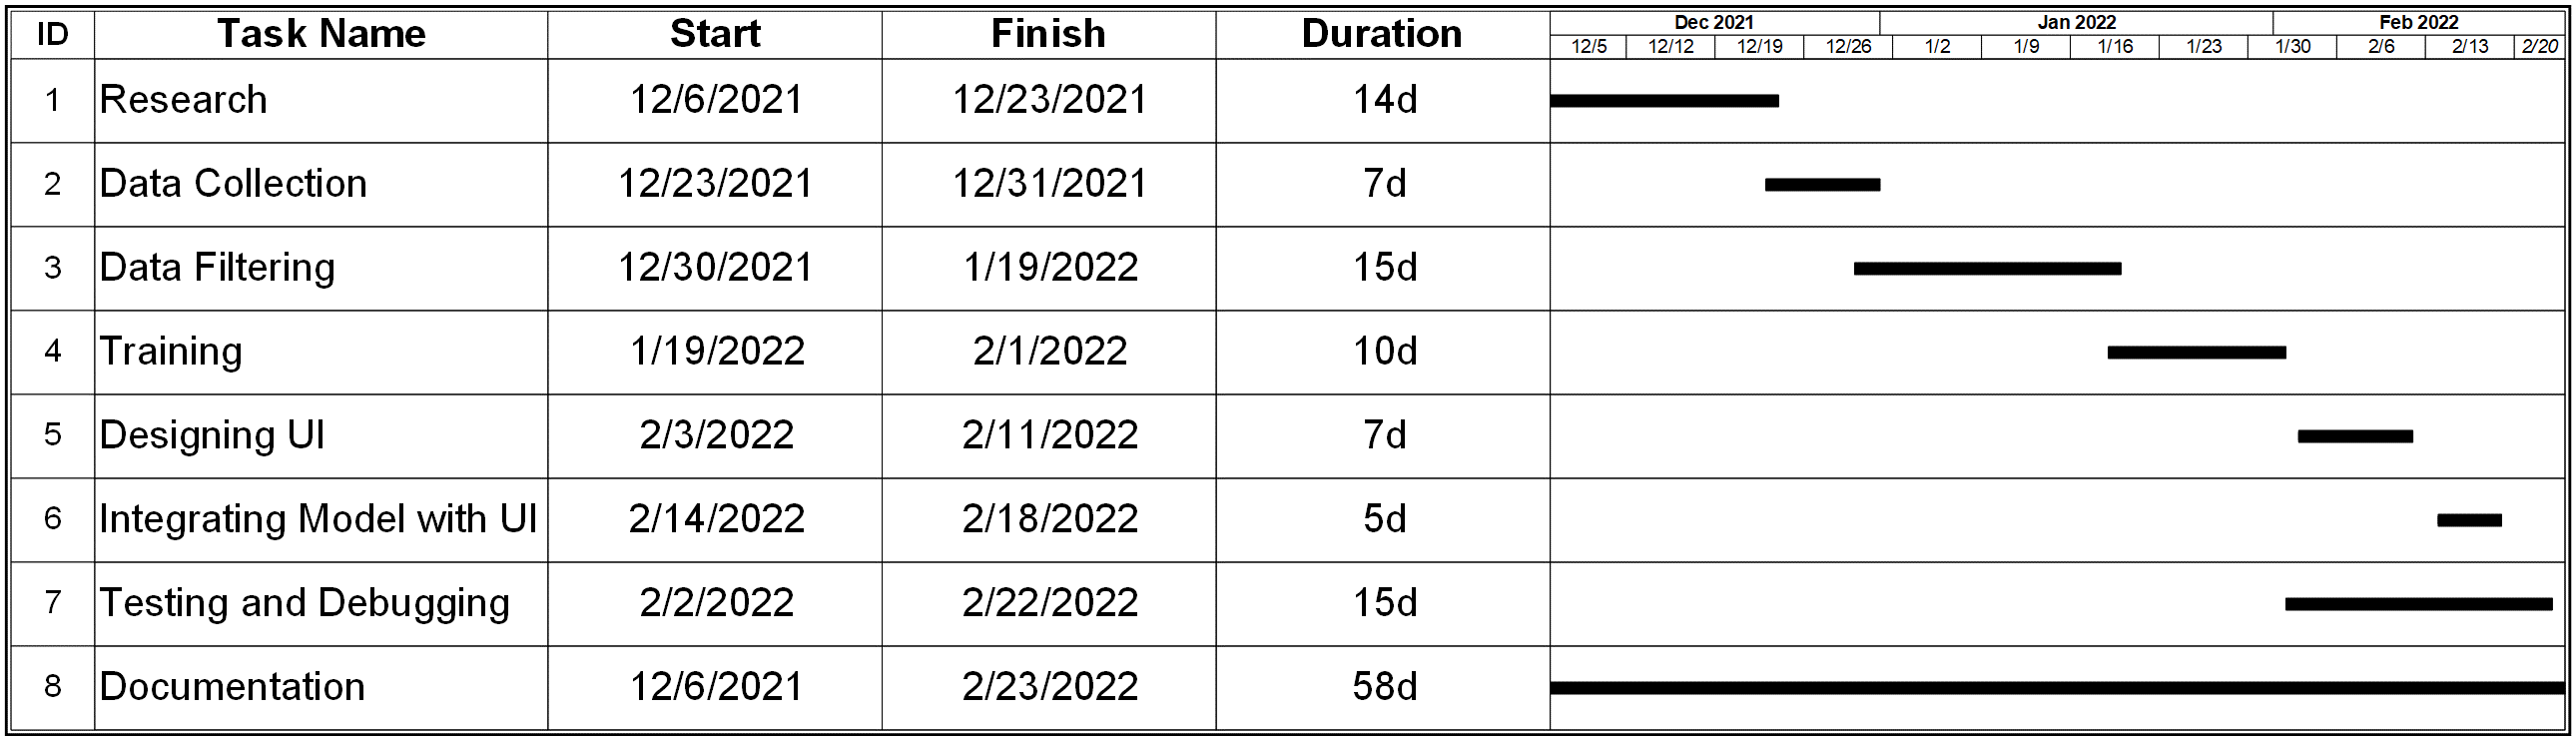 ID Task Name Start Finish Duration Dec 2021 Jan 2022 Feb 2022
12/5 12/12 12/19 12/26 1/2 1/9 1/16 1/23 1/30 2/6 2/13 2/20
1 Research 12/6/2021 12/23/2021 14d
2 Data Collection 12/23/2021 12/31/2021 7d
3 Data Filtering 12/30/2021 1/19/2022 15d
4 Training 1/19/2022 2/1/2022 10d
5 Designing UI 2/3/2022 2/11/2022 7d
6 Integrating Model with UI 2/14/2022 2/18/2022 5d
7 Testing and Debugging 2/2/2022 2/22/2022 15d
8 Documentation 12/6/2021 2/23/2022 58d